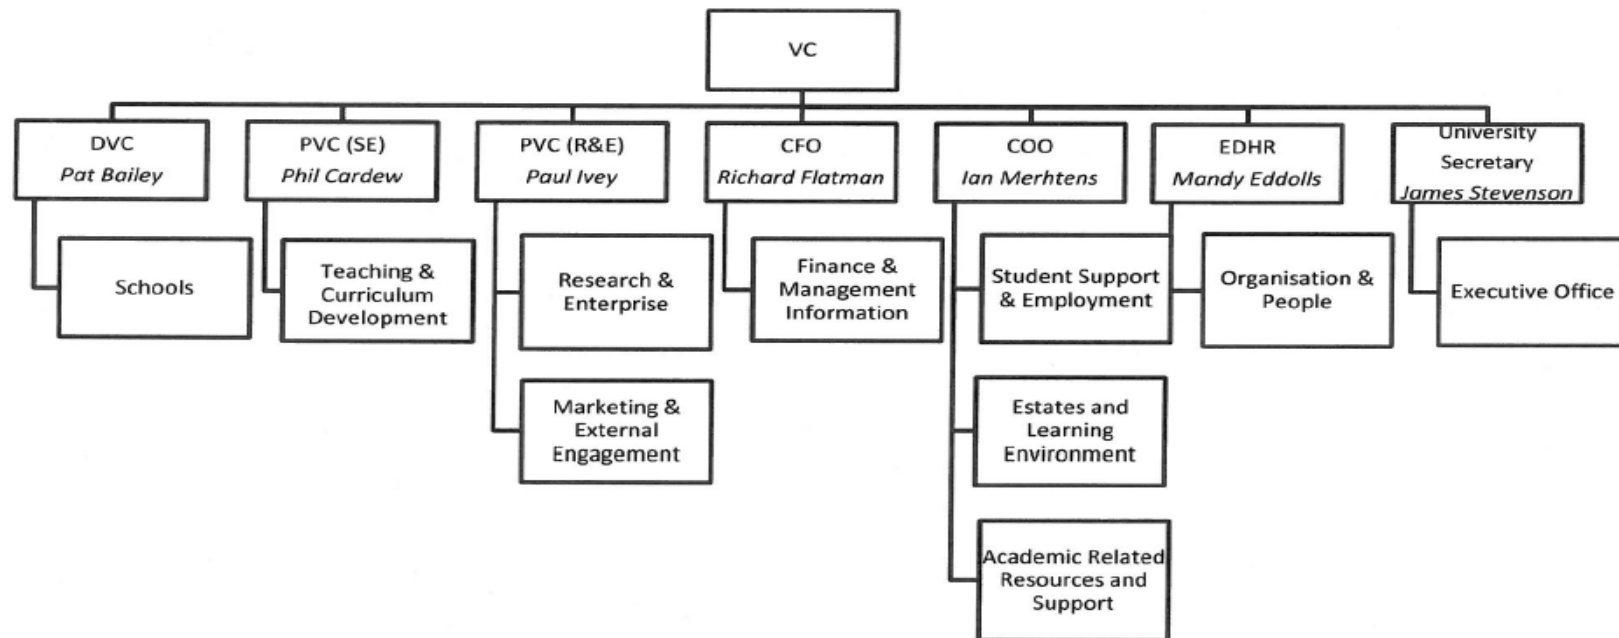 VC
DVC
Pat Bailey
PVC (SE)
Phil Cardew
PVC (R&E)
Paul Ivey
CFO
Richard Flatman
COO
Ian Merhtens
EDHR
Mandy Eddolls
University
Secretary
James Stevenson
Schools
Teaching &
Curriculum
Development
Research &
Enterprise
Finance &
Management
Information
Student Support
& Employment
Organisation &
People
Executive Office
Marketing &
External
Engagement
Estates and
Learning
Environment
Academic Related
Resources and
Support